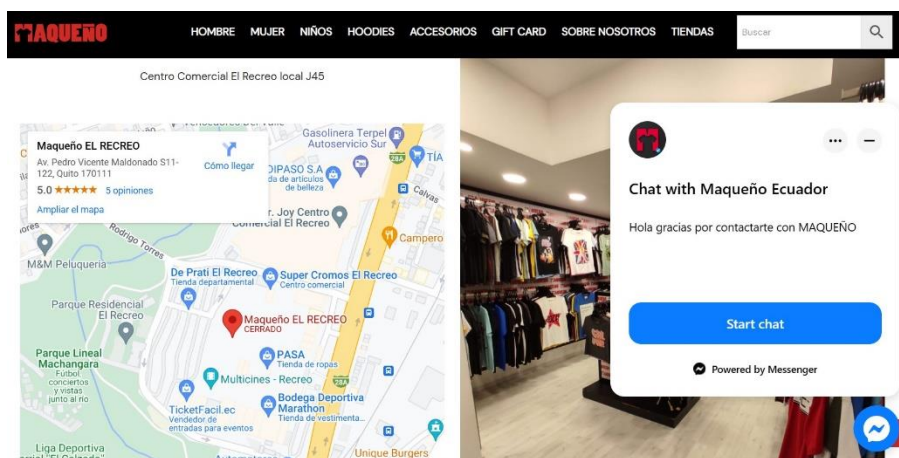 MAQUEÑO
HOMBRE MUJER NIÑOS HOODIES ACCESORIOS GIFT CARD SOBRE NOSOTROS TIENDAS
Buscar
Centro Comercial El Recreo local J45
Maqueño EL RECREO
Av. Pedro Vicente Maldonado S11-
122, Quito 170111
5.0 ★★★★★ 5 opiniones
Ampliar el mapa
Cómo llegar
Gasolinera Terpel
Autoservicio Sur
28A
TÍA
DIPASO S.A
de artículos
de belleza
Calvas
r. Joy Centro
Comercial El Recreo
Campero
Rodrigo Torres
M&M Peluquería
De Prati El Recreo
Tienda departamental
Super Cromos El Recreo
Centro comercial
Parque Residencial
El Recreo
Maqueño EL RECREO
CERRADO
Parque Lineal
Machangara
Fútbol,
conciertos
y vistas
junto al río
PASA
Tienda de ropas
Multicines - Recreo
28A
TicketFacil.ec
Vendedor de
entradas para eventos
Bodega Deportiva
Marathon
Tienda de vestimenta...
Liga Deportiva
Unique Burgers
Chat with Maqueño Ecuador
Hola gracias por contactarte con MAQUEÑO
Start chat
Powered by Messenger